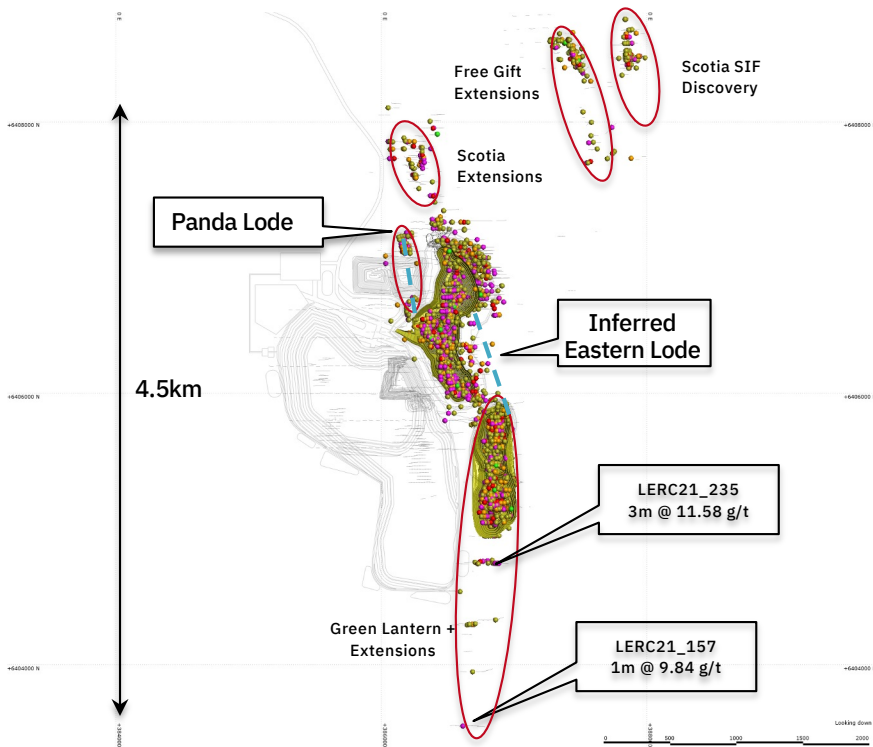 Free Gift
Extensions
Scotia SIF
Discovery
+6408000 N
+6408000
Scotia
Extensions
Panda Lode
Inferred
Eastern Lode
4.5km
+6406000 N
+6406000
LERC21_235
3m @ 11.58 g/t
Green Lantern +
Extensions
LERC21_157
1m @ 9.84 g/t
+6404000 N
+6404000
Looking down
+384000
+386000
0 500 1000 1500 2000